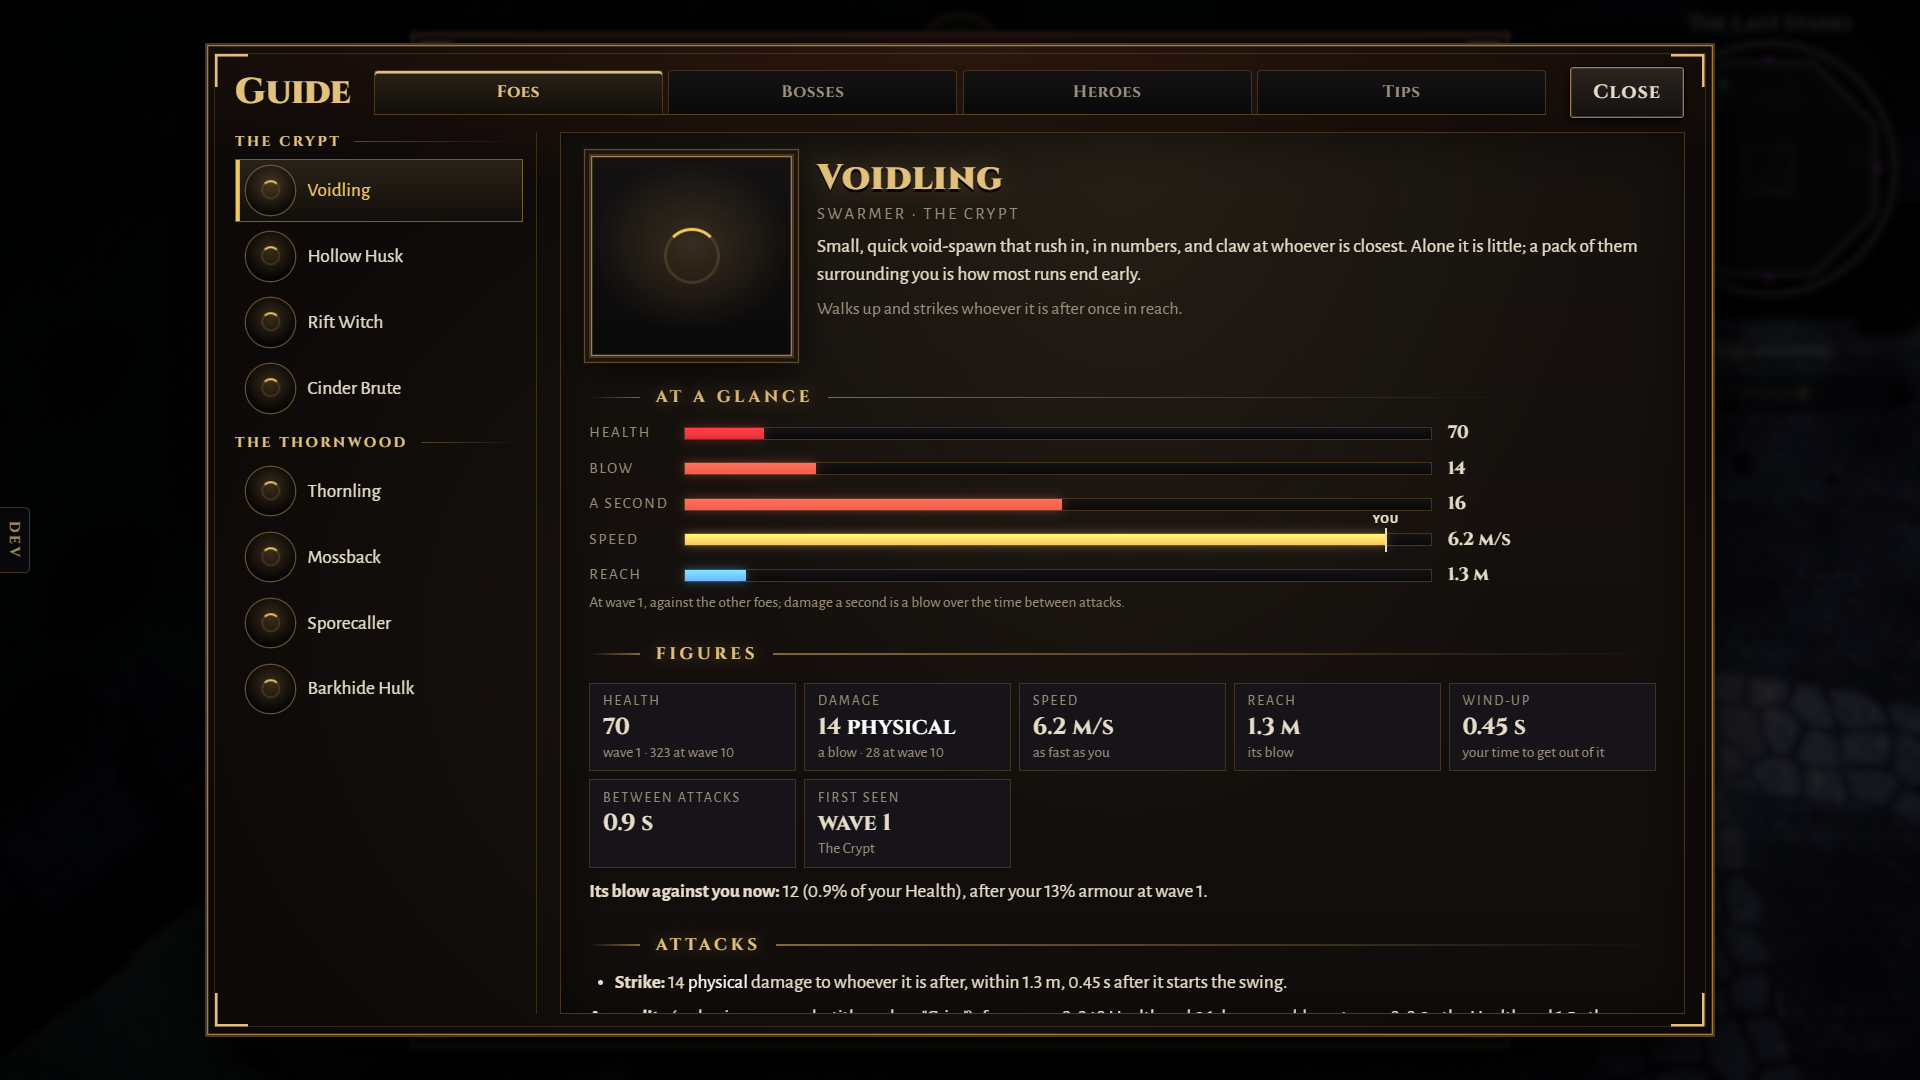 THE LAST STAND
GUIDE
FOES
BOSSES
HEROES
TIPS
CLOSE
THE CRYPT
Voidling
Hollow Husk
Rift Witch
Cinder Brute
THE THORNWOOD
Thornling
Mossback
Sporecaller
Barkhide Hulk
DEV
VOIDLING
SWARMER · THE CRYPT
Small, quick void-spawn that rush in, in numbers, and claw at whoever is closest. Alone it is little; a pack of them
surrounding you is how most runs end early.
Walks up and strikes whoever it is after once in reach.
AT A GLANCE
HEALTH 70
BLOW 14
A SECOND 16
YOU
SPEED 6.2 M/S
REACH 1.3 M
At wave 1, against the other foes; damage a second is a blow over the time between attacks.
FIGURES
HEALTH
70
wave 1 · 323 at wave 10
DAMAGE
14 PHYSICAL
a blow · 28 at wave 10
SPEED
6.2 M/S
as fast as you
REACH
1.3 M
its blow
WIND-UP
0.45 S
your time to get out of it
BETWEEN ATTACKS
0.9 S
FIRST SEEN
WAVE 1
The Crypt
Its blow against you now: 12 (0.9% of your Health), after your 13% armour at wave 1.
ATTACKS
• Strike: 14 physical damage to whoever it is after, within 1.3 m, 0.45 s after it starts the swing.